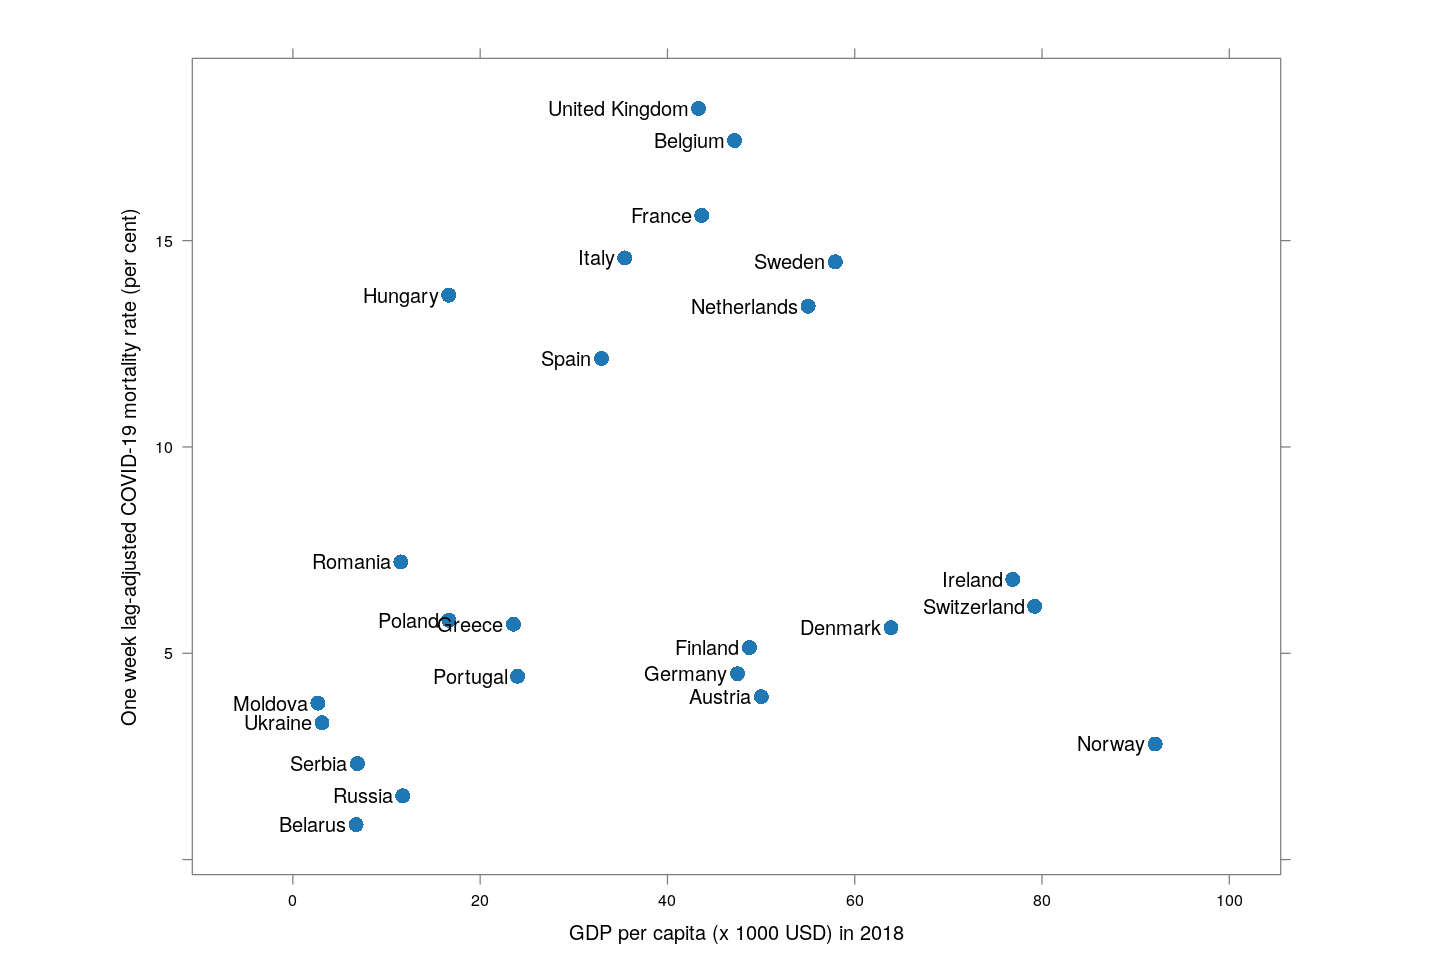 United Kingdom
Belgium
France
Italy
Sweden
Hungary
Netherlands
Spain
Romania
Ireland
Switzerland
Poland
Greece
Denmark
Finland
Germany
Portugal
Austria
Moldova
Ukraine
Norway
Serbia
Russia
Belarus
15
10
5
One week lag-adjusted COVID-19 mortality rate (per cent)
0
20
40
60
80
100
GDP per capita (x 1000 USD) in 2018